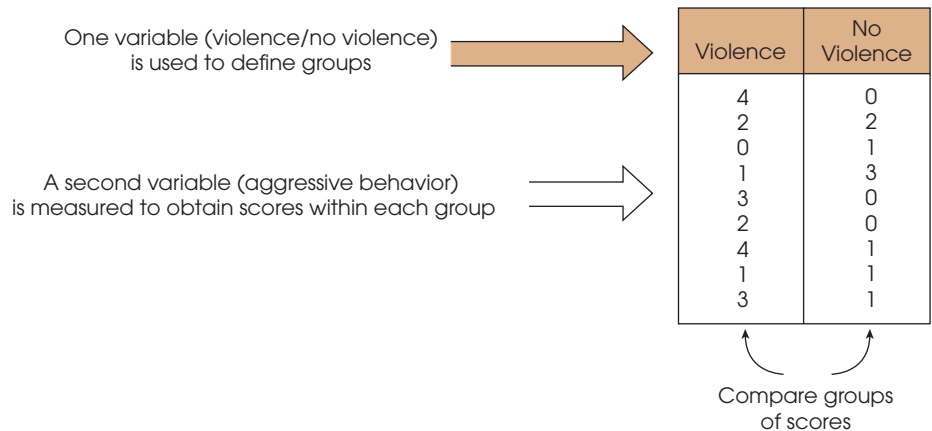 One variable (violence/no violence)
is used to define groups
A second variable (aggressive behavior)
is measured to obtain scores within each group
Violence
No
Violence
4 0
2 2
0 1
1 3
3 0
2 0
4 1
1 1
3 1
Compare groups
of scores